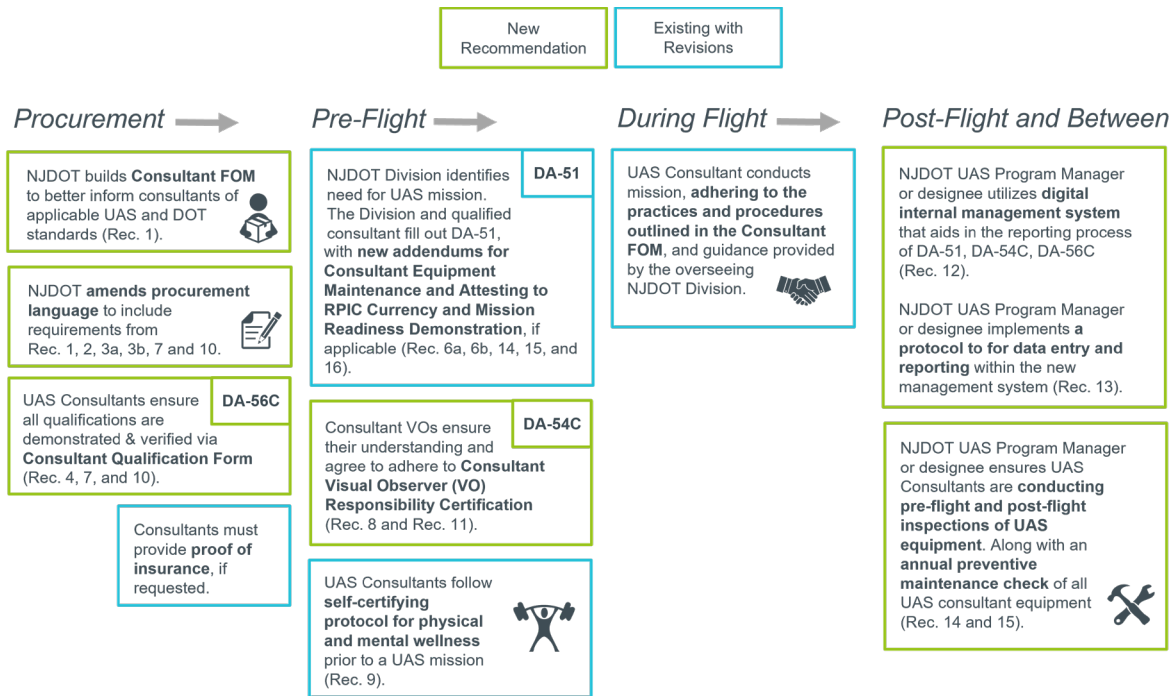 New
Recommendation
Existing with
Revisions
Procurement
NJDOT builds Consultant FOM
to better inform consultants of
applicable UAS and DOT
standards (Rec. 1).
NJDOT amends procurement
language to include
requirements from
Rec. 1, 2, 3a, 3b, 7 and 10.
DA-56C
UAS Consultants ensure
all qualifications are
demonstrated & verified via
Consultant Qualification Form
(Rec. 4, 7, and 10).
Consultants must
provide proof of
insurance, if
requested.
Pre-Flight
DA-51
NJDOT Division identifies
need for UAS mission.
The Division and qualified
consultant fill out DA-51,
with new addendums for
Consultant Equipment
Maintenance and Attesting to
RPIC Currency and Mission
Readiness Demonstration, if
applicable (Rec. 6a, 6b, 14, 15, and
16).
DA-54C
Consultant VOs ensure
their understanding and
agree to adhere to Consultant
Visual Observer (VO)
Responsibility Certification
(Rec. 8 and Rec. 11).
UAS Consultants follow
self-certifying
protocol for physical
and mental wellness
prior to a UAS mission
(Rec. 9).
During Flight
UAS Consultant conducts
mission, adhering to the
practices and procedures
outlined in the Consultant
FOM, and guidance provided
by the overseeing
NJDOT Division.
Post-Flight and Between
NJDOT UAS Program Manager
or designee utilizes digital
internal management system
that aids in the reporting process
of DA-51, DA-54C, DA-56C
(Rec. 12).
NJDOT UAS Program Manager
or designee implements a
protocol to for data entry and
reporting within the new
management system (Rec. 13).
NJDOT UAS Program Manager
or designee ensures UAS
Consultants are conducting
pre-flight and post-flight
inspections of UAS
equipment. Along with an
annual preventive
maintenance check of all
UAS consultant equipment
(Rec. 14 and 15).